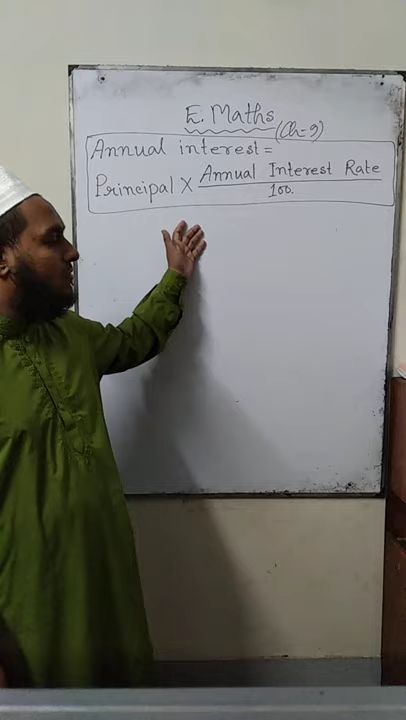 E. Maths
(Ch-9)
Annual interest =
Principal × Annual Interest Rate
100.